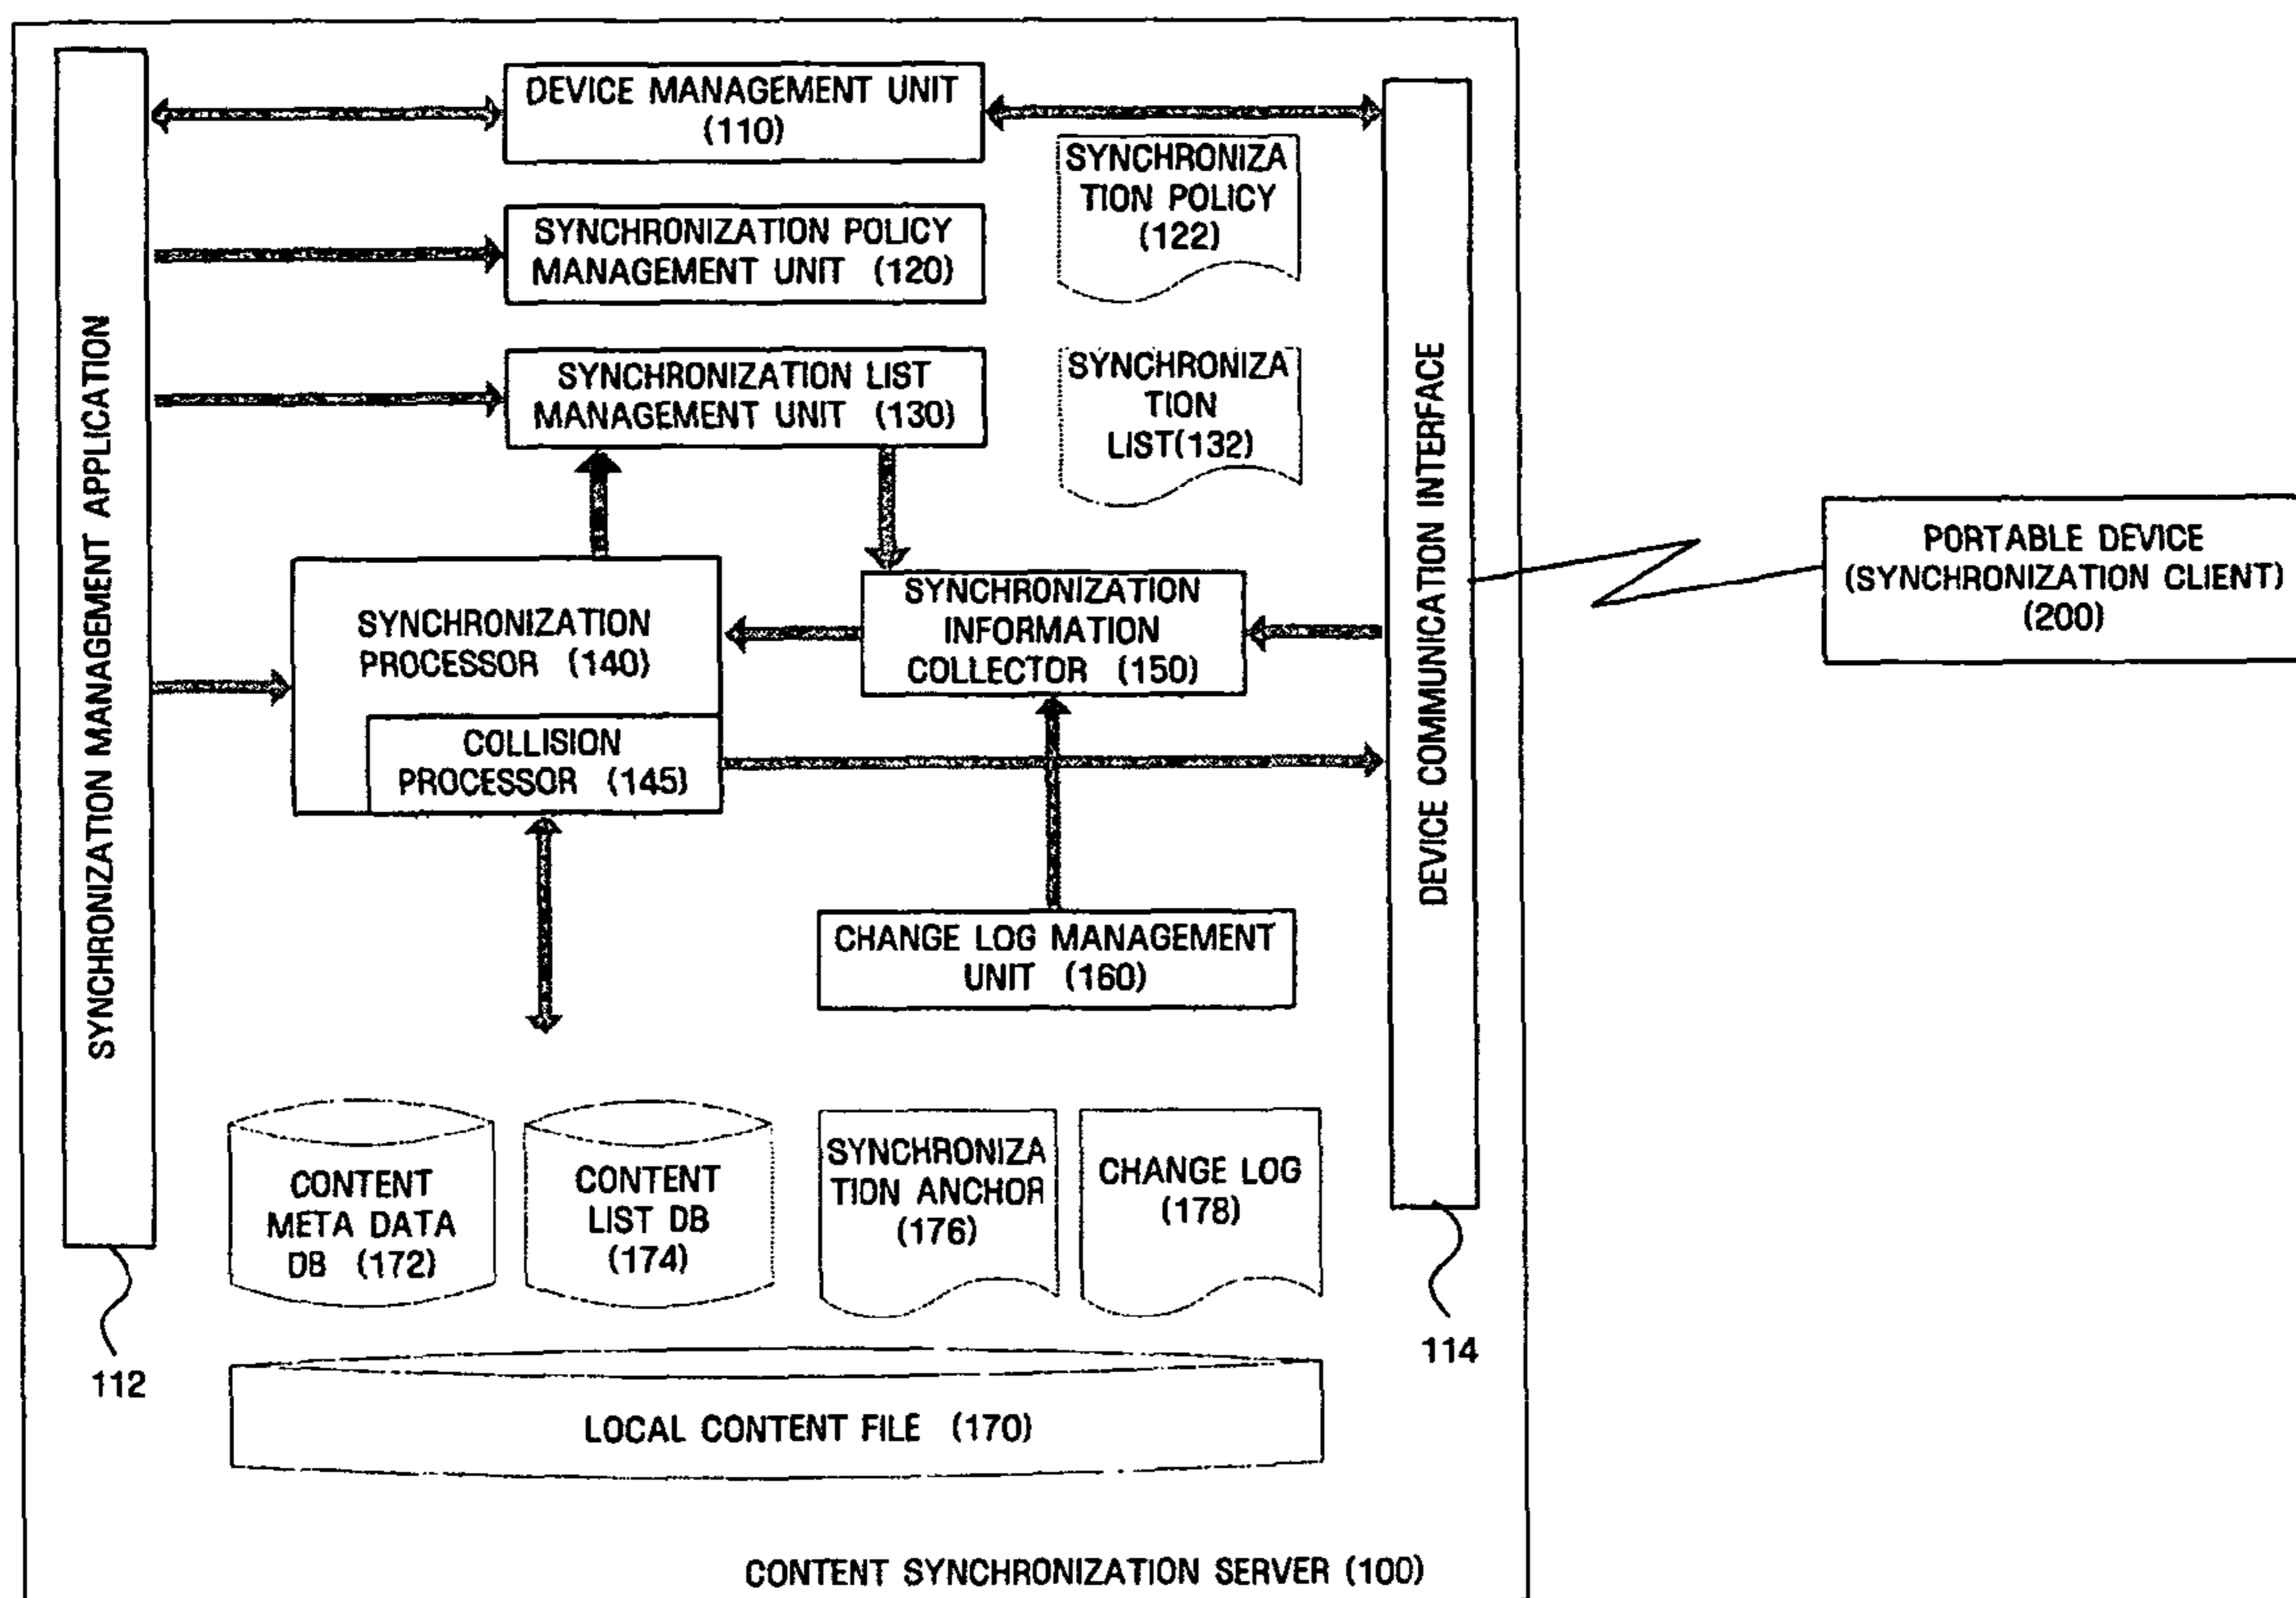 SYNCHRONIZATION MANAGEMENT APPLICATION
DEVICE MANAGEMENT UNIT
(110)
SYNCHRONIZA
TION POLICY
(122)
SYNCHRONIZATION POLICY
MANAGEMENT UNIT (120)
SYNCHRONIZATION LIST
MANAGEMENT UNIT (130)
SYNCHRONIZA
TION
LIST(132)
DEVICE COMMUNICATION INTERFACE
PORTABLE DEVICE
(SYNCHRONIZATION CLIENT)
(200)
SYNCHRONIZATION
PROCESSOR (140)
SYNCHRONIZATION
INFORMATION
COLLECTOR (150)
COLLISION
PROCESSOR (145)
CHANGE LOG MANAGEMENT
UNIT (160)
CONTENT
META DATA
DB (172)
CONTENT
LIST DB
(174)
SYNCHRONIZA
TION ANCHOR
(176)
CHANGE LOG
(178)
112
114
LOCAL CONTENT FILE (170)
CONTENT SYNCHRONIZATION SERVER (100)